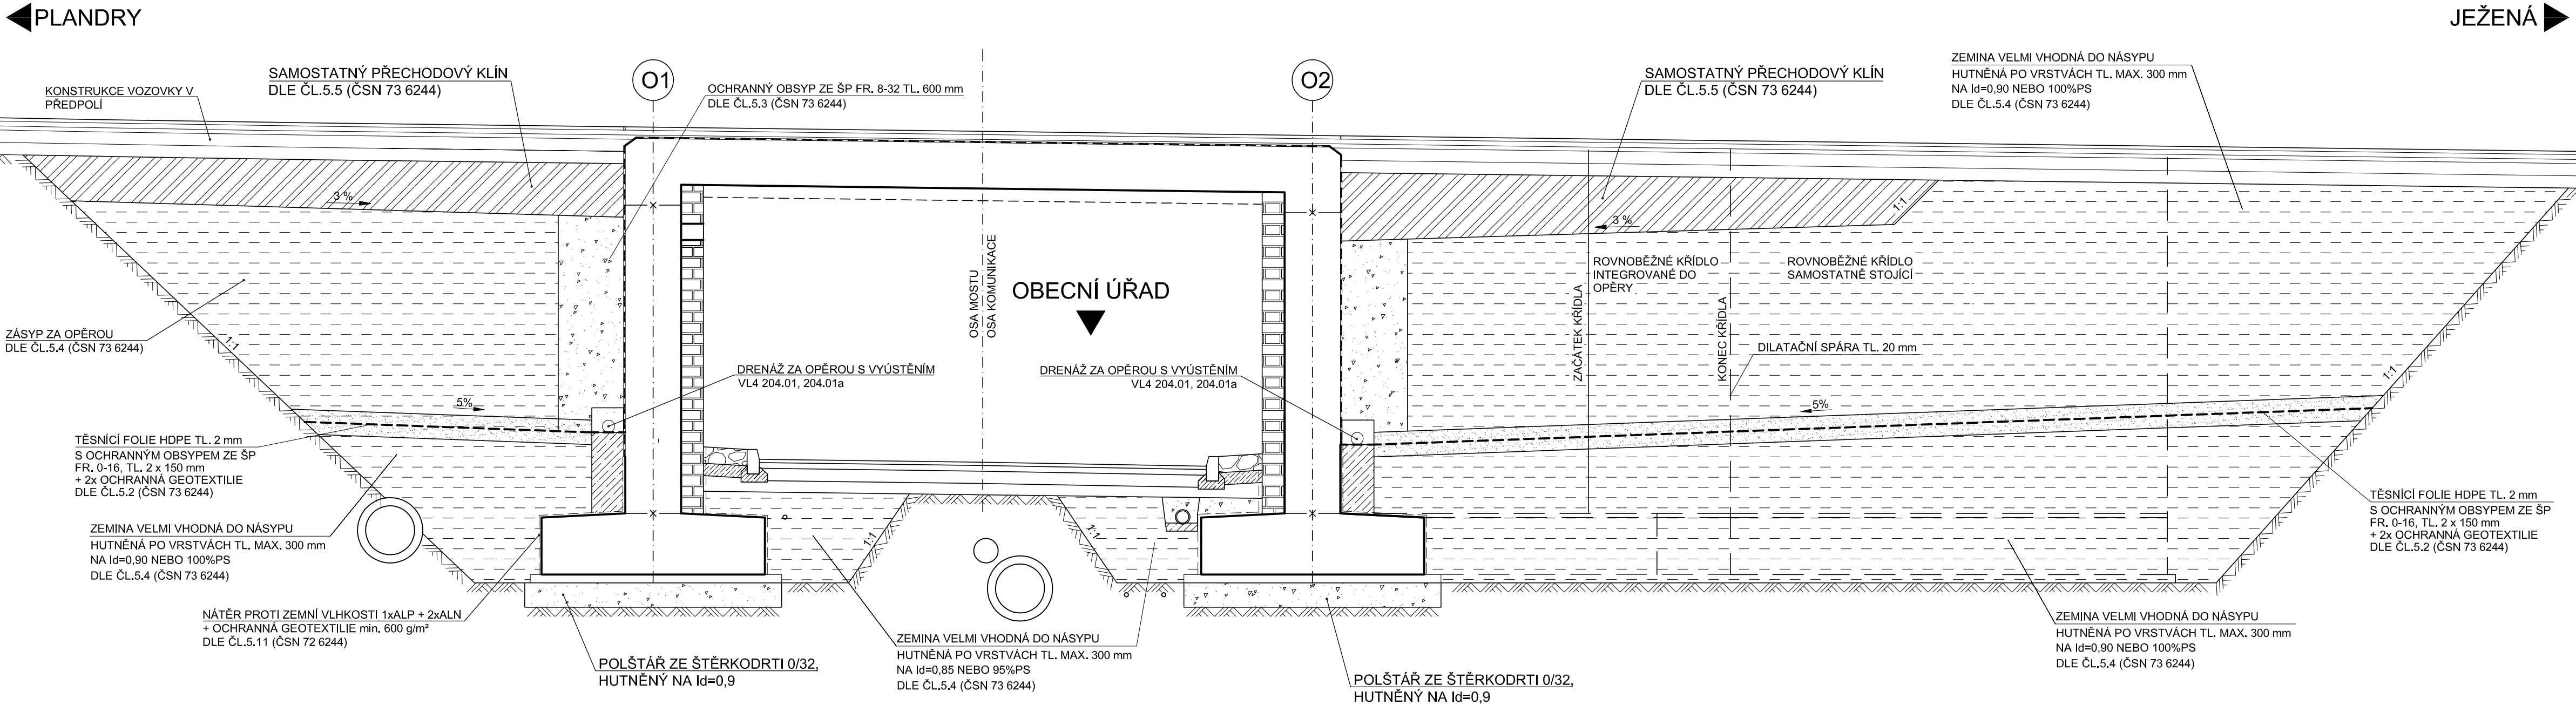 PLANDRY
JEŽENÁ
KONSTRUKCE VOZOVKY V
PŘEDPOLÍ
SAMOSTATNÝ PŘECHODOVÝ KLÍN
DLE ČL.5.5 (ČSN 73 6244)
O1
OCHRANNÝ OBSYP ZE ŠP FR. 8-32 TL. 600 mm
DLE ČL.5.3 (ČSN 73 6244)
O2
SAMOSTATNÝ PŘECHODOVÝ KLÍN
DLE ČL.5.5 (ČSN 73 6244)
ZEMINA VELMI VHODNÁ DO NÁSYPU
HUTNĚNÁ PO VRSTVÁCH TL. MAX. 300 mm
NA Id=0,90 NEBO 100%PS
DLE ČL.5.4 (ČSN 73 6244)
3 %
3 %
1:1
OSA MOSTU
OSA KOMUNIKACE
OBECNÍ ÚŘAD
ROVNOBĚŽNÉ KŘÍDLO
INTEGROVANÉ DO
OPĚRY
ROVNOBĚŽNÉ KŘÍDLO
SAMOSTATNĚ STOJÍCÍ
ZAČÁTEK KŘÍDLA
KONEC KŘÍDLA
DILATAČNÍ SPÁRA TL. 20 mm
ZÁSYP ZA OPĚROU
DLE ČL.5.4 (ČSN 73 6244)
1:1
1:1
DRENÁŽ ZA OPĚROU S VYÚSTĚNÍM
VL4 204.01, 204.01a
DRENÁŽ ZA OPĚROU S VYÚSTĚNÍM
VL4 204.01, 204.01a
5%
5%
TĚSNÍCÍ FOLIE HDPE TL. 2 mm
S OCHRANNÝM OBSYPEM ZE ŠP
FR. 0-16, TL. 2 x 150 mm
+ 2x OCHRANNÁ GEOTEXTILIE
DLE ČL.5.2 (ČSN 73 6244)
TĚSNÍCÍ FOLIE HDPE TL. 2 mm
S OCHRANNÝM OBSYPEM ZE ŠP
FR. 0-16, TL. 2 x 150 mm
+ 2x OCHRANNÁ GEOTEXTILIE
DLE ČL.5.2 (ČSN 73 6244)
ZEMINA VELMI VHODNÁ DO NÁSYPU
HUTNĚNÁ PO VRSTVÁCH TL. MAX. 300 mm
NA Id=0,90 NEBO 100%PS
DLE ČL.5.4 (ČSN 73 6244)
1:1
1:1
NÁTĚR PROTI ZEMNÍ VLHKOSTI 1xALP + 2xALN
+ OCHRANNÁ GEOTEXTILIE min. 600 g/m²
DLE ČL.5.11 (ČSN 72 6244)
POLŠTÁŘ ZE ŠTĚRKODRTI 0/32,
HUTNĚNÝ NA Id=0,9
ZEMINA VELMI VHODNÁ DO NÁSYPU
HUTNĚNÁ PO VRSTVÁCH TL. MAX. 300 mm
NA Id=0,85 NEBO 95%PS
DLE ČL.5.4 (ČSN 73 6244)
POLŠTÁŘ ZE ŠTĚRKODRTI 0/32,
HUTNĚNÝ NA Id=0,9
ZEMINA VELMI VHODNÁ DO NÁSYPU
HUTNĚNÁ PO VRSTVÁCH TL. MAX. 300 mm
NA Id=0,90 NEBO 100%PS
DLE ČL.5.4 (ČSN 73 6244)